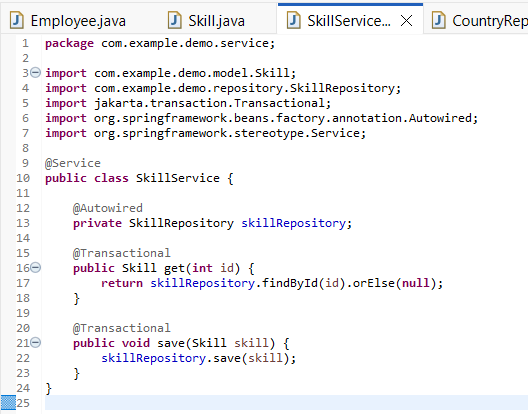 Employee.java Skill.java SkillService... CountryRep
1 package com.example.demo.service;
2
3 import com.example.demo.model.Skill;
4 import com.example.demo.repository.SkillRepository;
5 import jakarta.transaction.Transactional;
6 import org.springframework.beans.factory.annotation.Autowired;
7 import org.springframework.stereotype.Service;
8
9 @Service
10 public class SkillService {
11
12 @Autowired
13 private SkillRepository skillRepository;
14
15 @Transactional
16 public Skill get(int id) {
17 return skillRepository.findById(id).orElse(null);
18 }
19
20 @Transactional
21 public void save(Skill skill) {
22 skillRepository.save(skill);
23 }
24 }
25